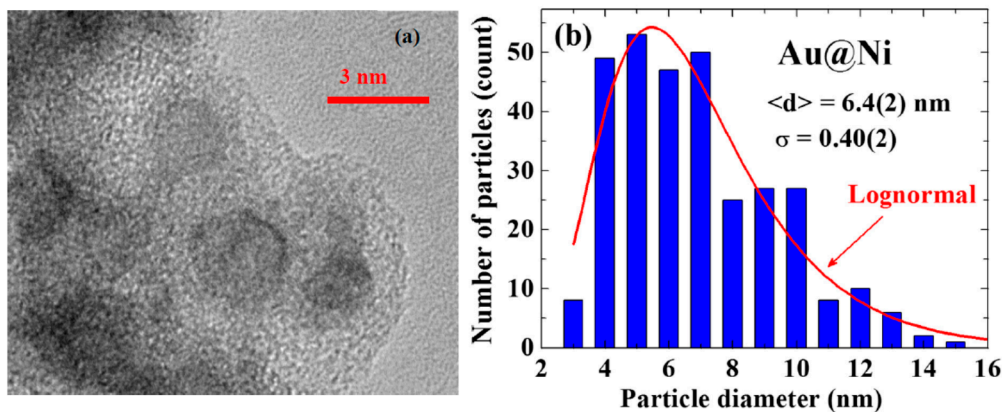 (a)
3 nm
(b)
Au@Ni
<d> = 6.4(2) nm
σ = 0.40(2)
Lognormal
Number of particles (count)
50
40
30
20
10
0
2 4 6 8 10 12 14 16
Particle diameter (nm)